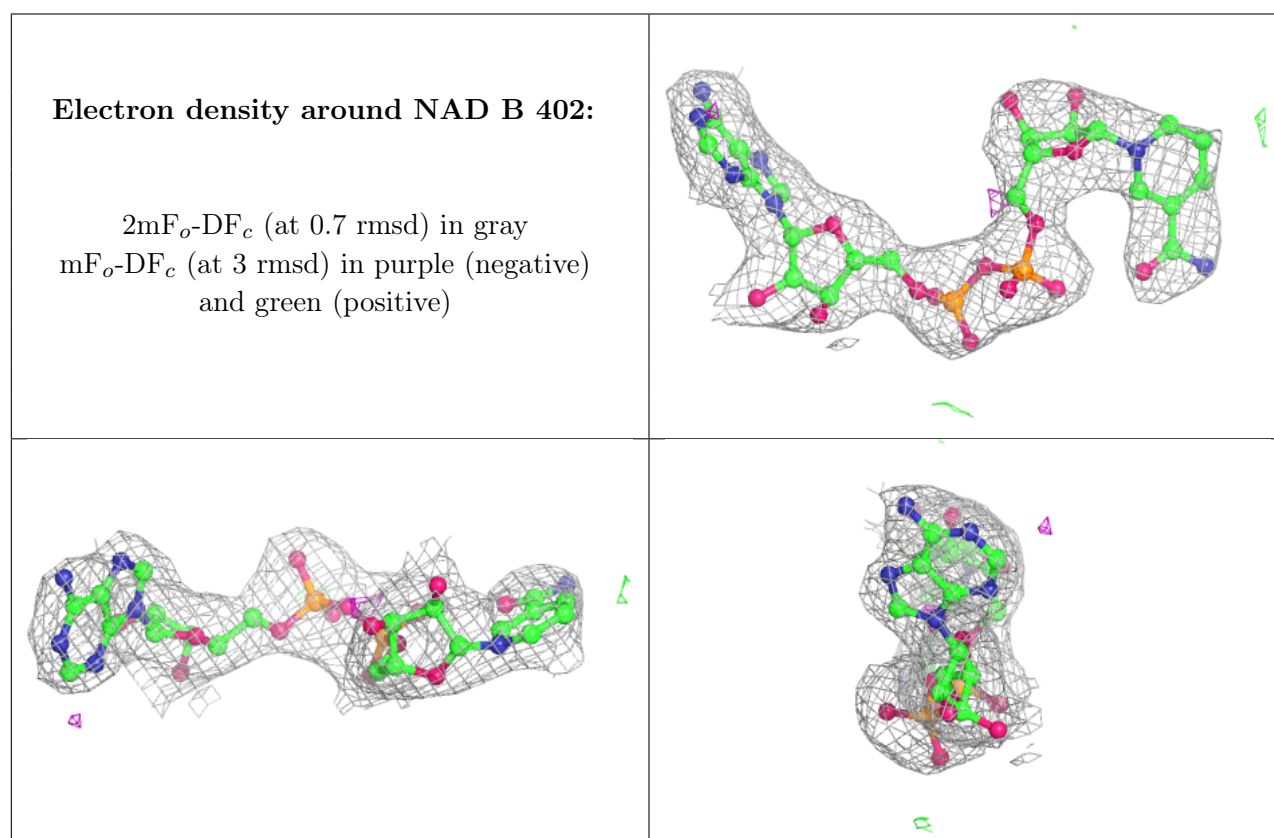 Electron density around NAD B 402:
2mFo-DFc (at 0.7 rmsd) in gray
mFo-DFc (at 3 rmsd) in purple (negative)
and green (positive)